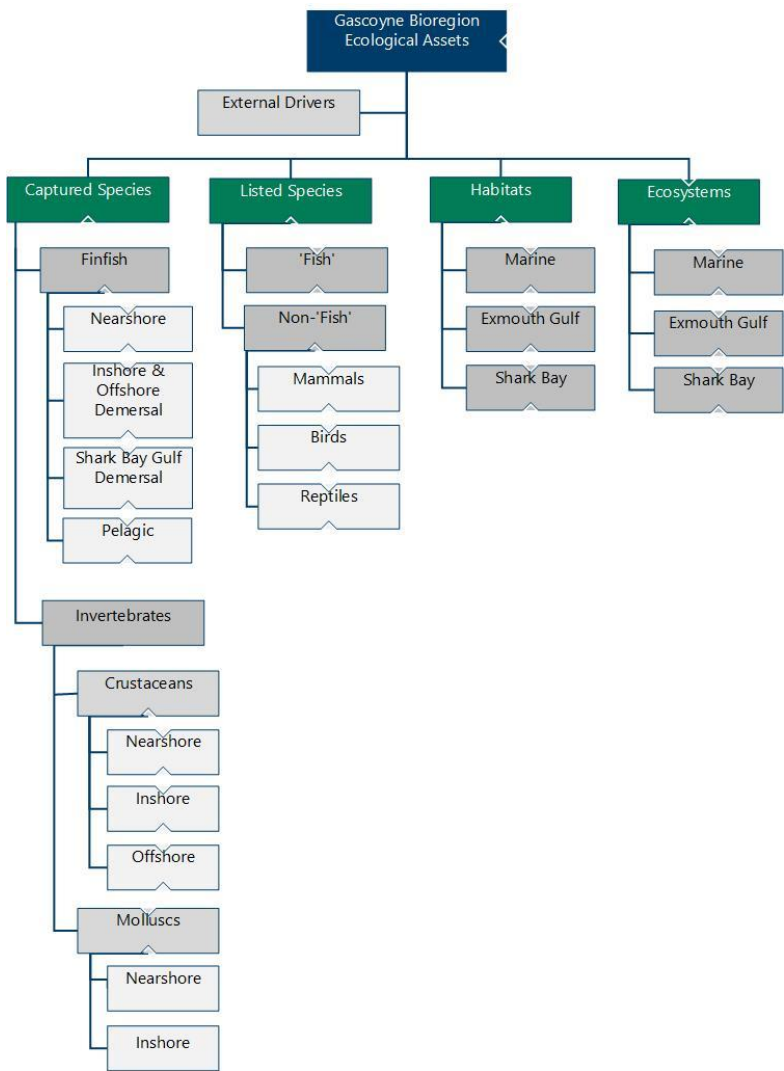 Gascoyne Bioregion
Ecological Assets
External Drivers
Captured Species
Listed Species
Habitats
Ecosystems
Finfish
Nearshore
Inshore &
Offshore
Demersal
Shark Bay Gulf
Demersal
Pelagic
Invertebrates
Crustaceans
Nearshore
Inshore
Offshore
Molluscs
Nearshore
Inshore
'Fish'
Non-'Fish'
Mammals
Birds
Reptiles
Marine
Exmouth Gulf
Shark Bay
Marine
Exmouth Gulf
Shark Bay